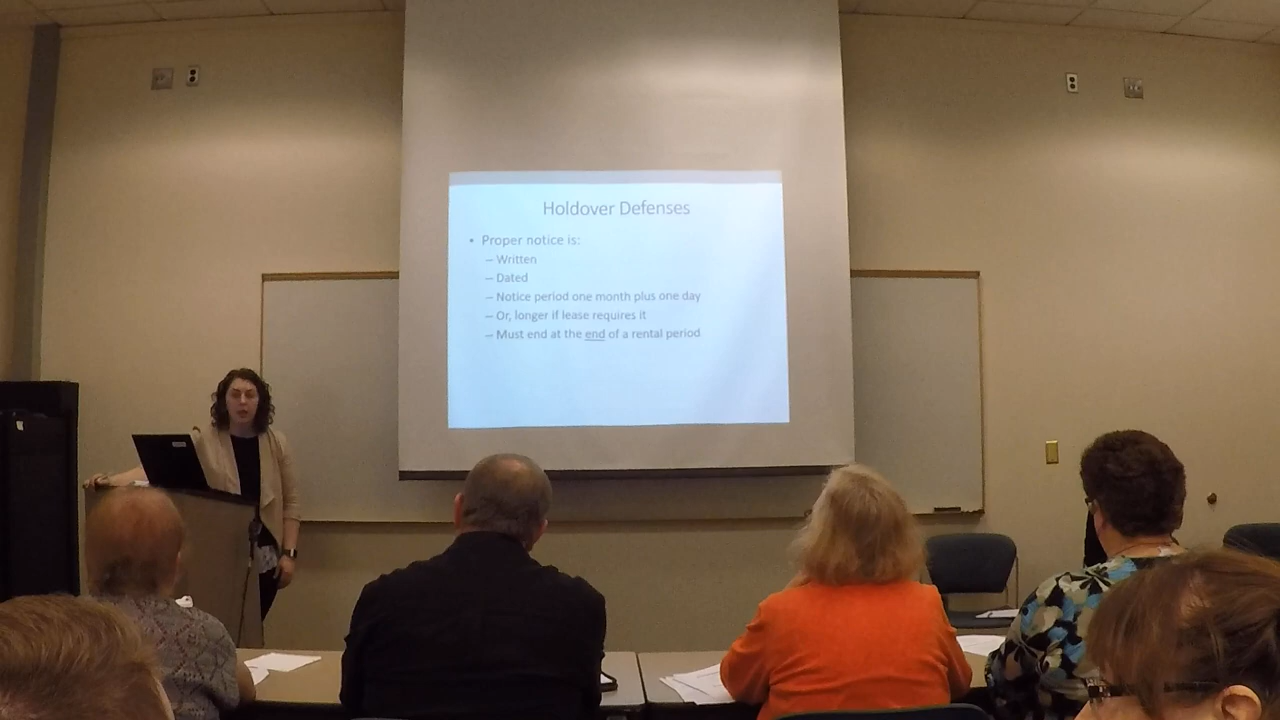 Holdover Defenses
• Proper notice is:
– Written
– Dated
– Notice period one month plus one day
– Or, longer if lease requires it
– Must end at the end of a rental period